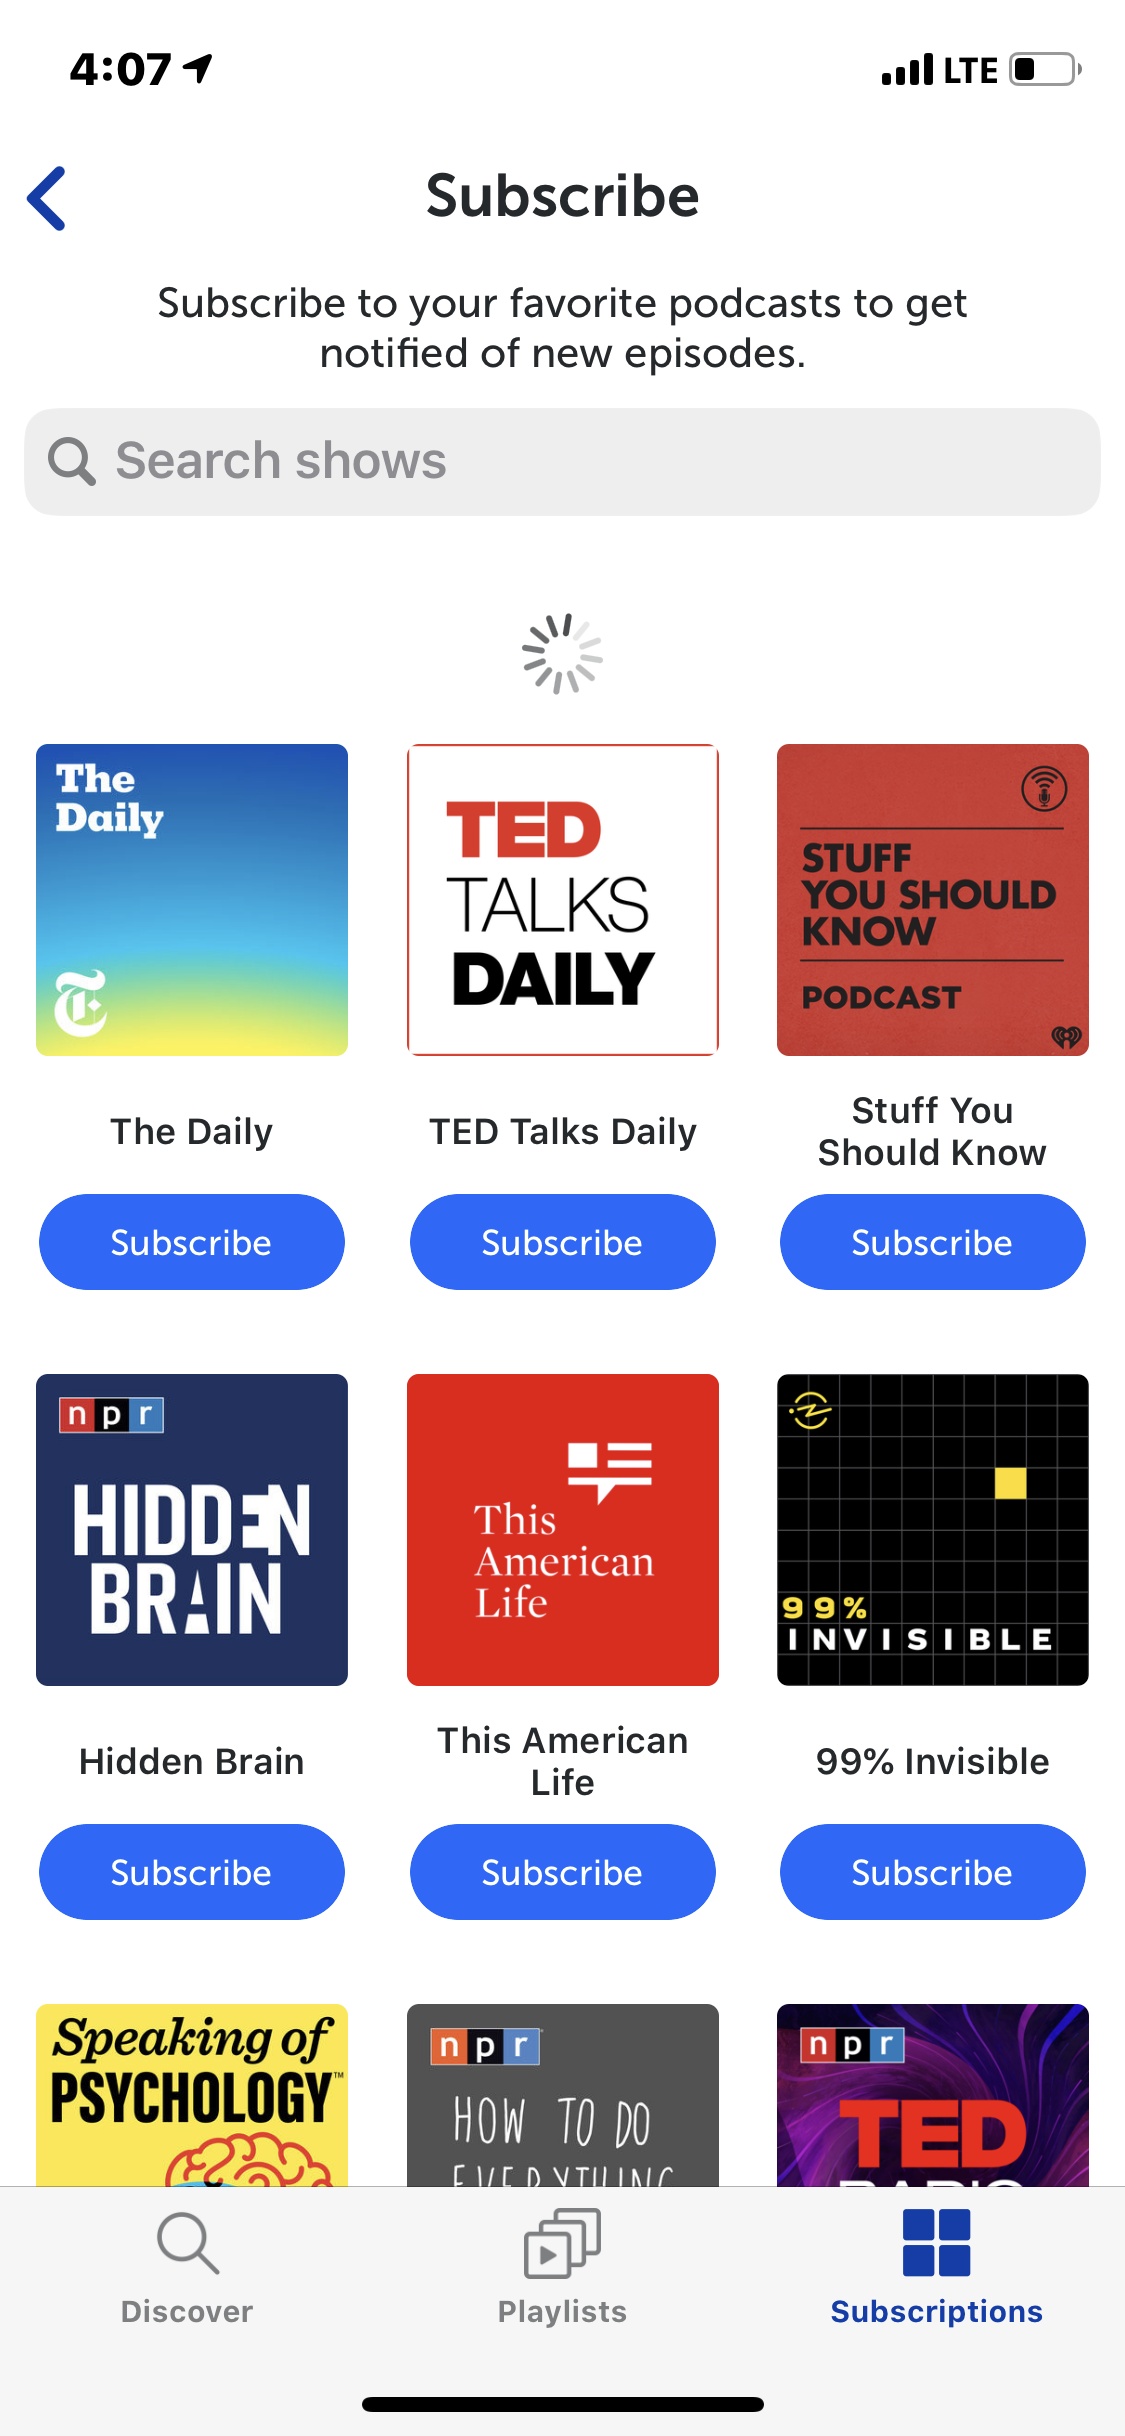 4:07
LTE
Subscribe
Subscribe to your favorite podcasts to get
notified of new episodes.
Search shows
The
Daily
TED
TALKS
DAILY
STUFF
YOU SHOULD
KNOW
PODCAST
The Daily
TED Talks Daily
Stuff You
Should Know
Subscribe
Subscribe
Subscribe
npr
HIDDEN
BRAIN
This
American
Life
99%
INVISIBLE
Hidden Brain
This American
Life
99% Invisible
Subscribe
Subscribe
Subscribe
Speaking of
PSYCHOLOGY™
npr
HOW TO DO
EVERYTHING
npr
TED
RADIO
Discover
Playlists
Subscriptions